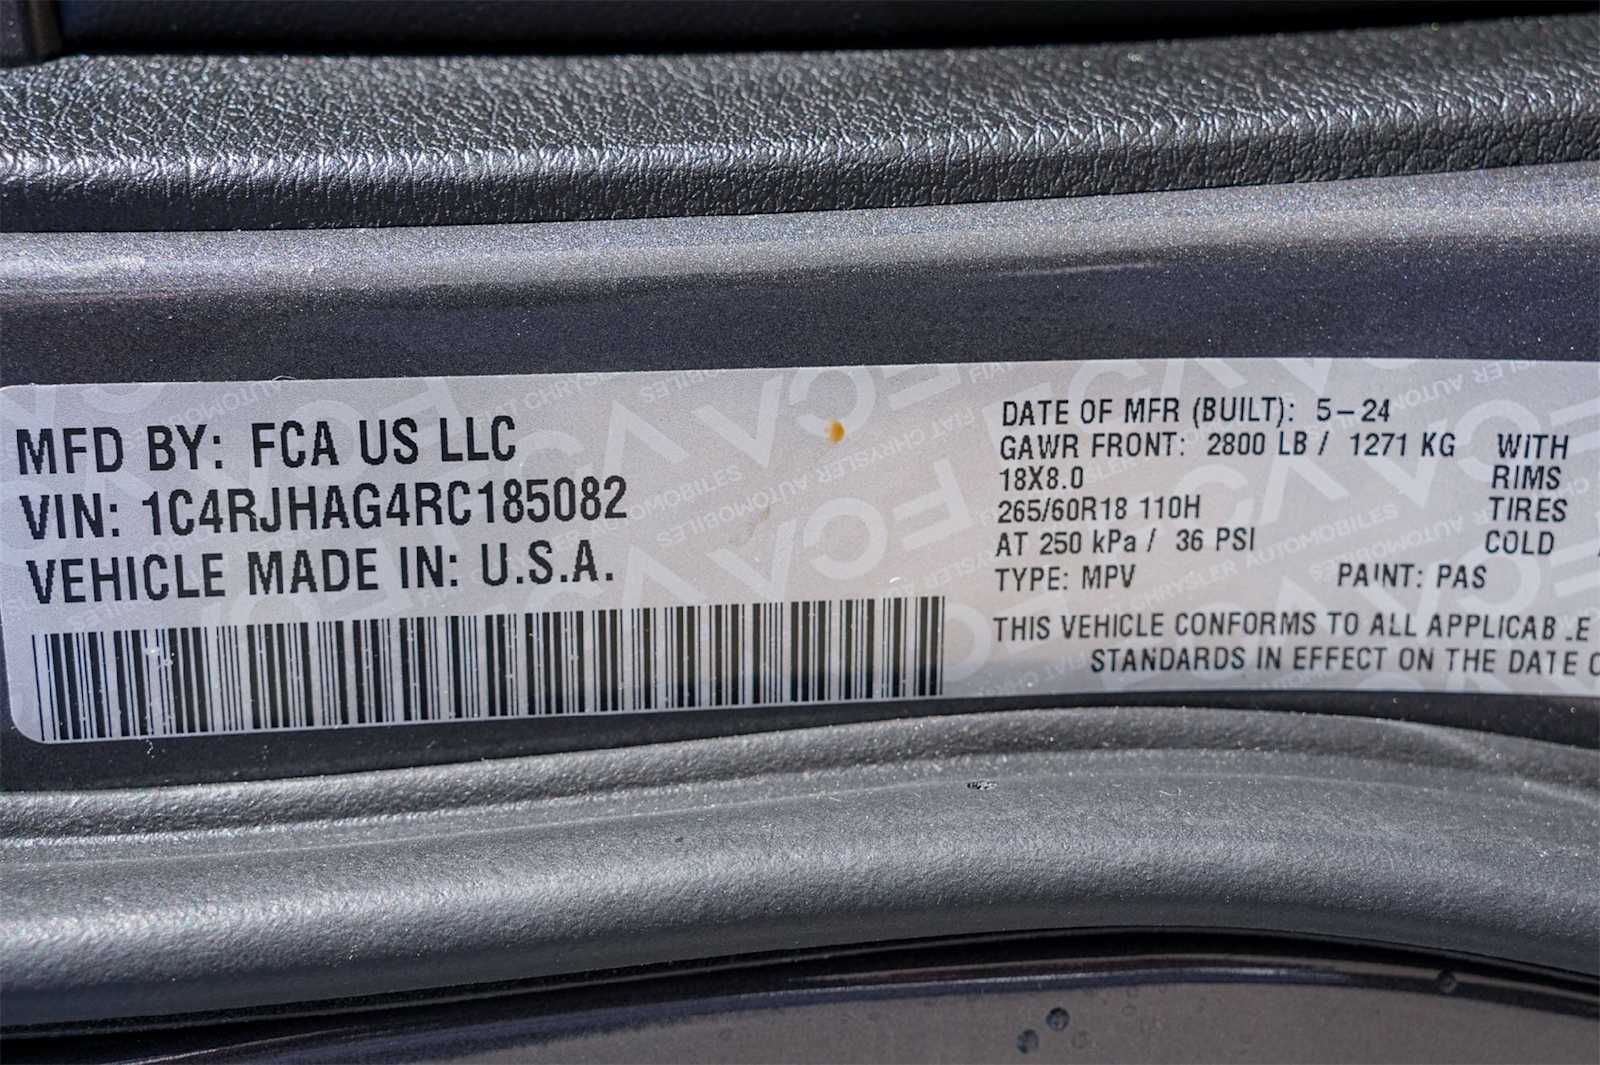 MFD BY: FCA US LLC
VIN: 1C4RJHAG4RC185082
VEHICLE MADE IN: U.S.A.
DATE OF MFR (BUILT): 5-24
GAWR FRONT: 2800 LB / 1271 KG WITH
18X8.0 RIMS
265/60R18 110H TIRES
AT 250 kPa / 36 PSI COLD
TYPE: MPV PAINT: PAS
THIS VEHICLE CONFORMS TO ALL APPLICAB.E
STANDARDS IN EFFECT ON THE DATE